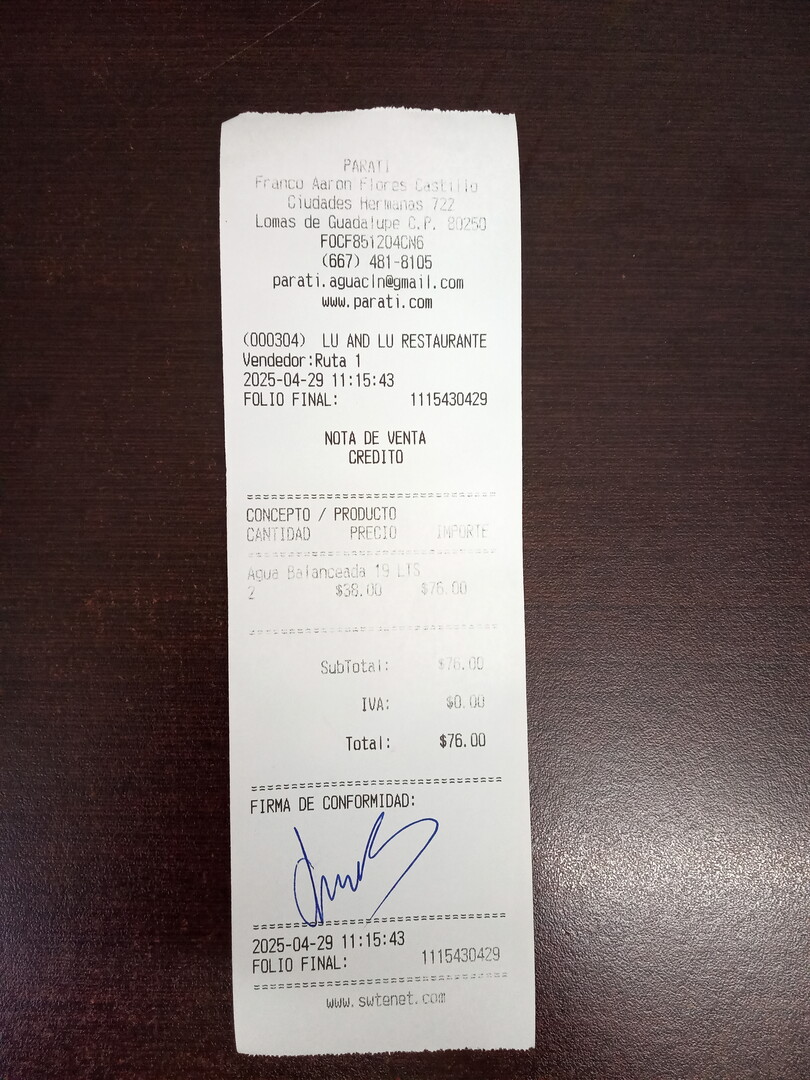 PARATI
Franco Aaron Flores Castillo
Ciudades Hermanas 722
Lomas de Guadalupe C.P. 80250
FOCF851204CN6
(667) 481-8105
parati.aguacln@gmail.com
www.parati.com
(000304) LU AND LU RESTAURANTE
Vendedor:Ruta 1
2025-04-29 11:15:43
FOLIO FINAL: 1115430429
NOTA DE VENTA
CREDITO
CONCEPTO / PRODUCTO
CANTIDAD PRECIO IMPORTE
Agua Balanceada 19 LTS
2 $38.00 $76.00
SubTotal: $76.00
IVA: $0.00
Total: $76.00
FIRMA DE CONFORMIDAD:
2025-04-29 11:15:43
FOLIO FINAL: 1115430429
www.swtenet.com